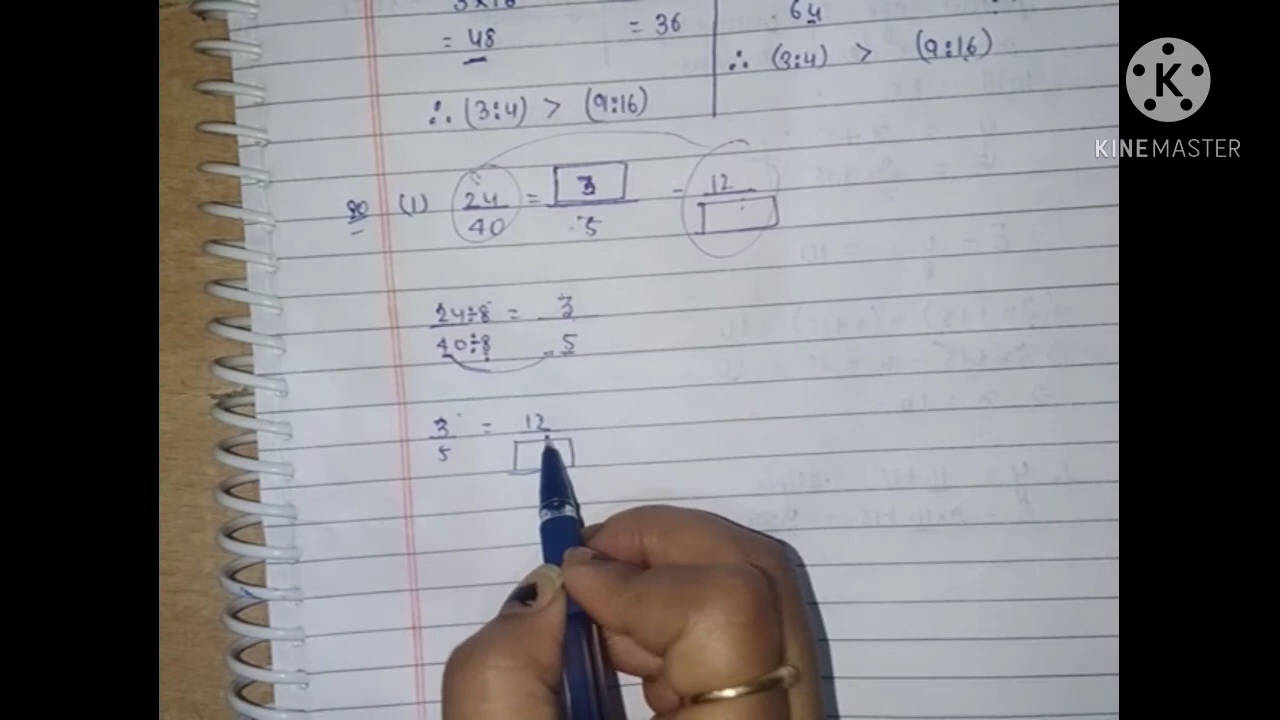 = 48
= 36
∴ (3:4) > (9:16)
64
∴ (3:4) > (9:16)
(1) 24/40 = 3/5 = 12/☐
24÷8/40÷8 = 3/5
3/5 = 12/☐
K
KINEMASTER